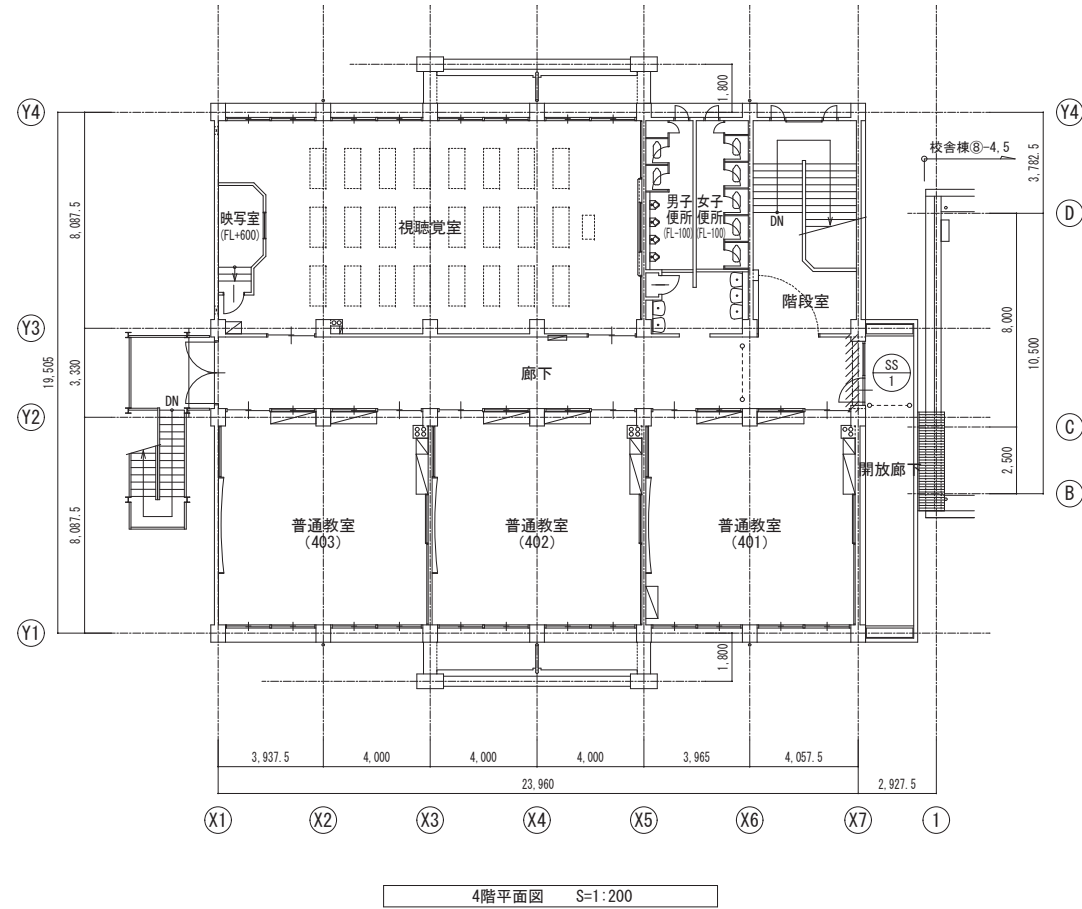 1,800
Y4
Y4
校舎棟⑧-4,5
3,782.5
映写室
(FL+600)
視聴覚室
男子
便所
(FL-100)
女子
便所
(FL-100)
DN
D
8,087.5
階段室
Y3
19,505
3,330
廊下
SS
1
8,000
10,500
DN
Y2
C
開放廊下
2,500
B
8,087.5
普通教室
(403)
普通教室
(402)
普通教室
(401)
Y1
1,800
3,937.5
4,000
4,000
4,000
3,965
4,057.5
23,960
2,927.5
X1
X2
X3
X4
X5
X6
X7
1
4階平面図 S=1:200